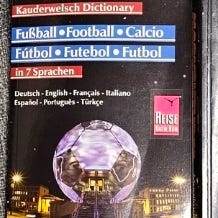 Kauderwelsch Dictionary
Fußball • Football • Calcio
Fútbol • Futebol • Futbol
in 7 Sprachen
Deutsch - English - Français - Italiano
Español - Português - Türkçe
REISE
KNOW-HOW